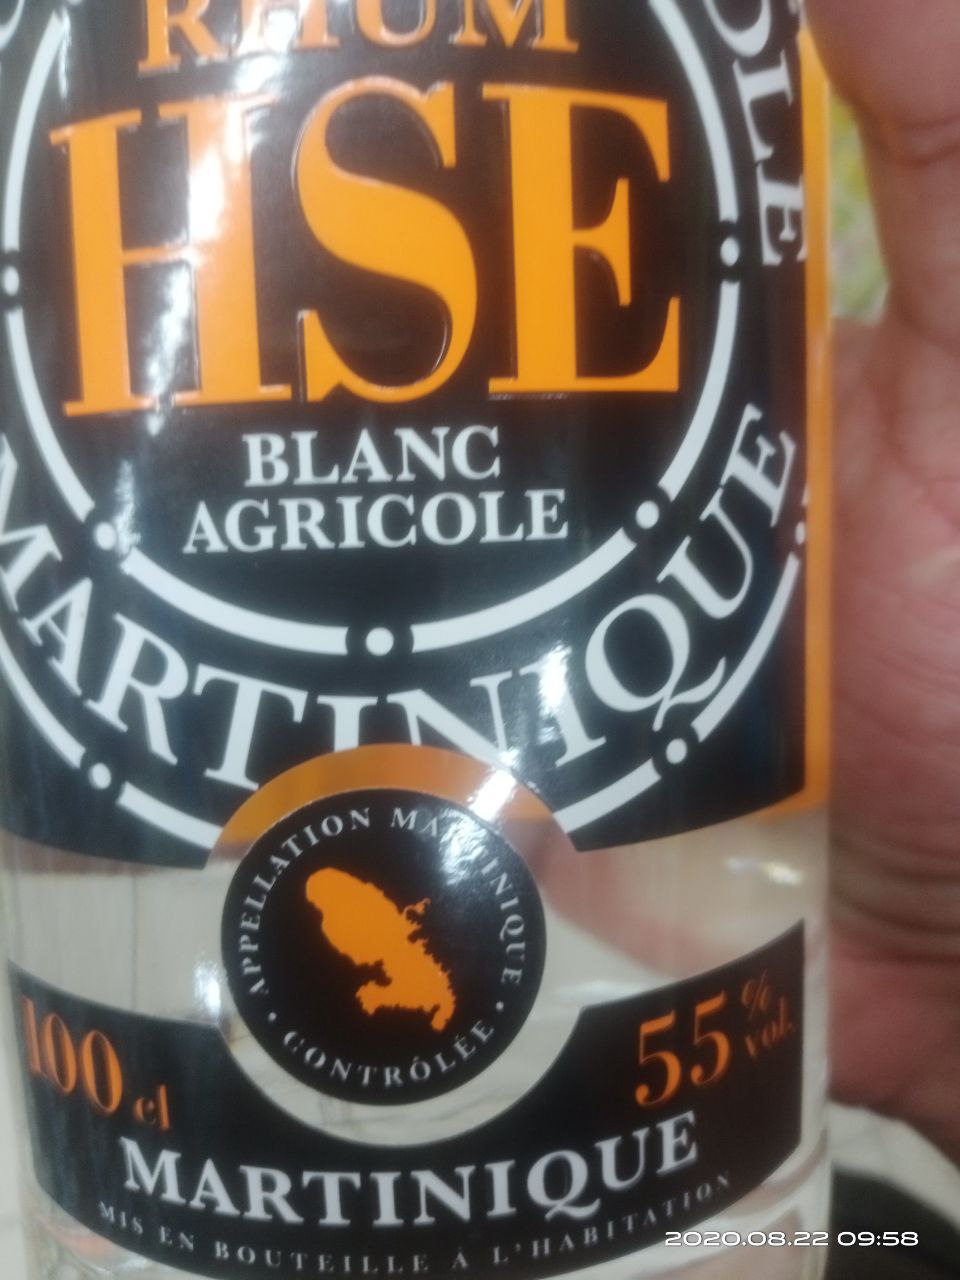 RHUM
HSE
BLANC
AGRICOLE
MARTINIQUE
APPELLATION MARTINIQUE
• CONTRÔLÉE •
100 cl
55 % vol.
MARTINIQUE
MIS EN BOUTEILLE À L'HABITATION
2020.08.22 09:58